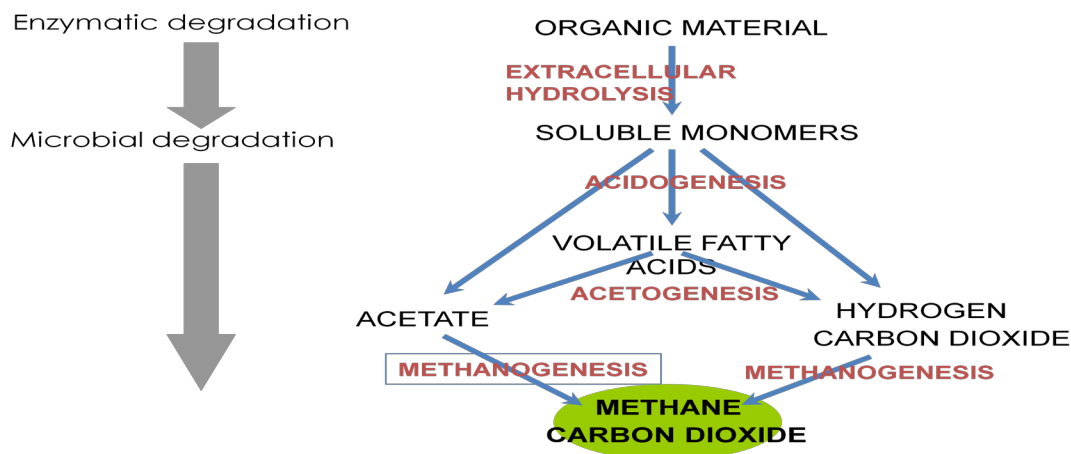 Enzymatic degradation
Microbial degradation
ORGANIC MATERIAL
EXTRACELLULAR
HYDROLYSIS
SOLUBLE MONOMERS
ACIDOGENESIS
VOLATILE FATTY
ACIDS
ACETOGENESIS
ACETATE
HYDROGEN
CARBON DIOXIDE
METHANOGENESIS
METHANOGENESIS
METHANE
CARBON DIOXIDE